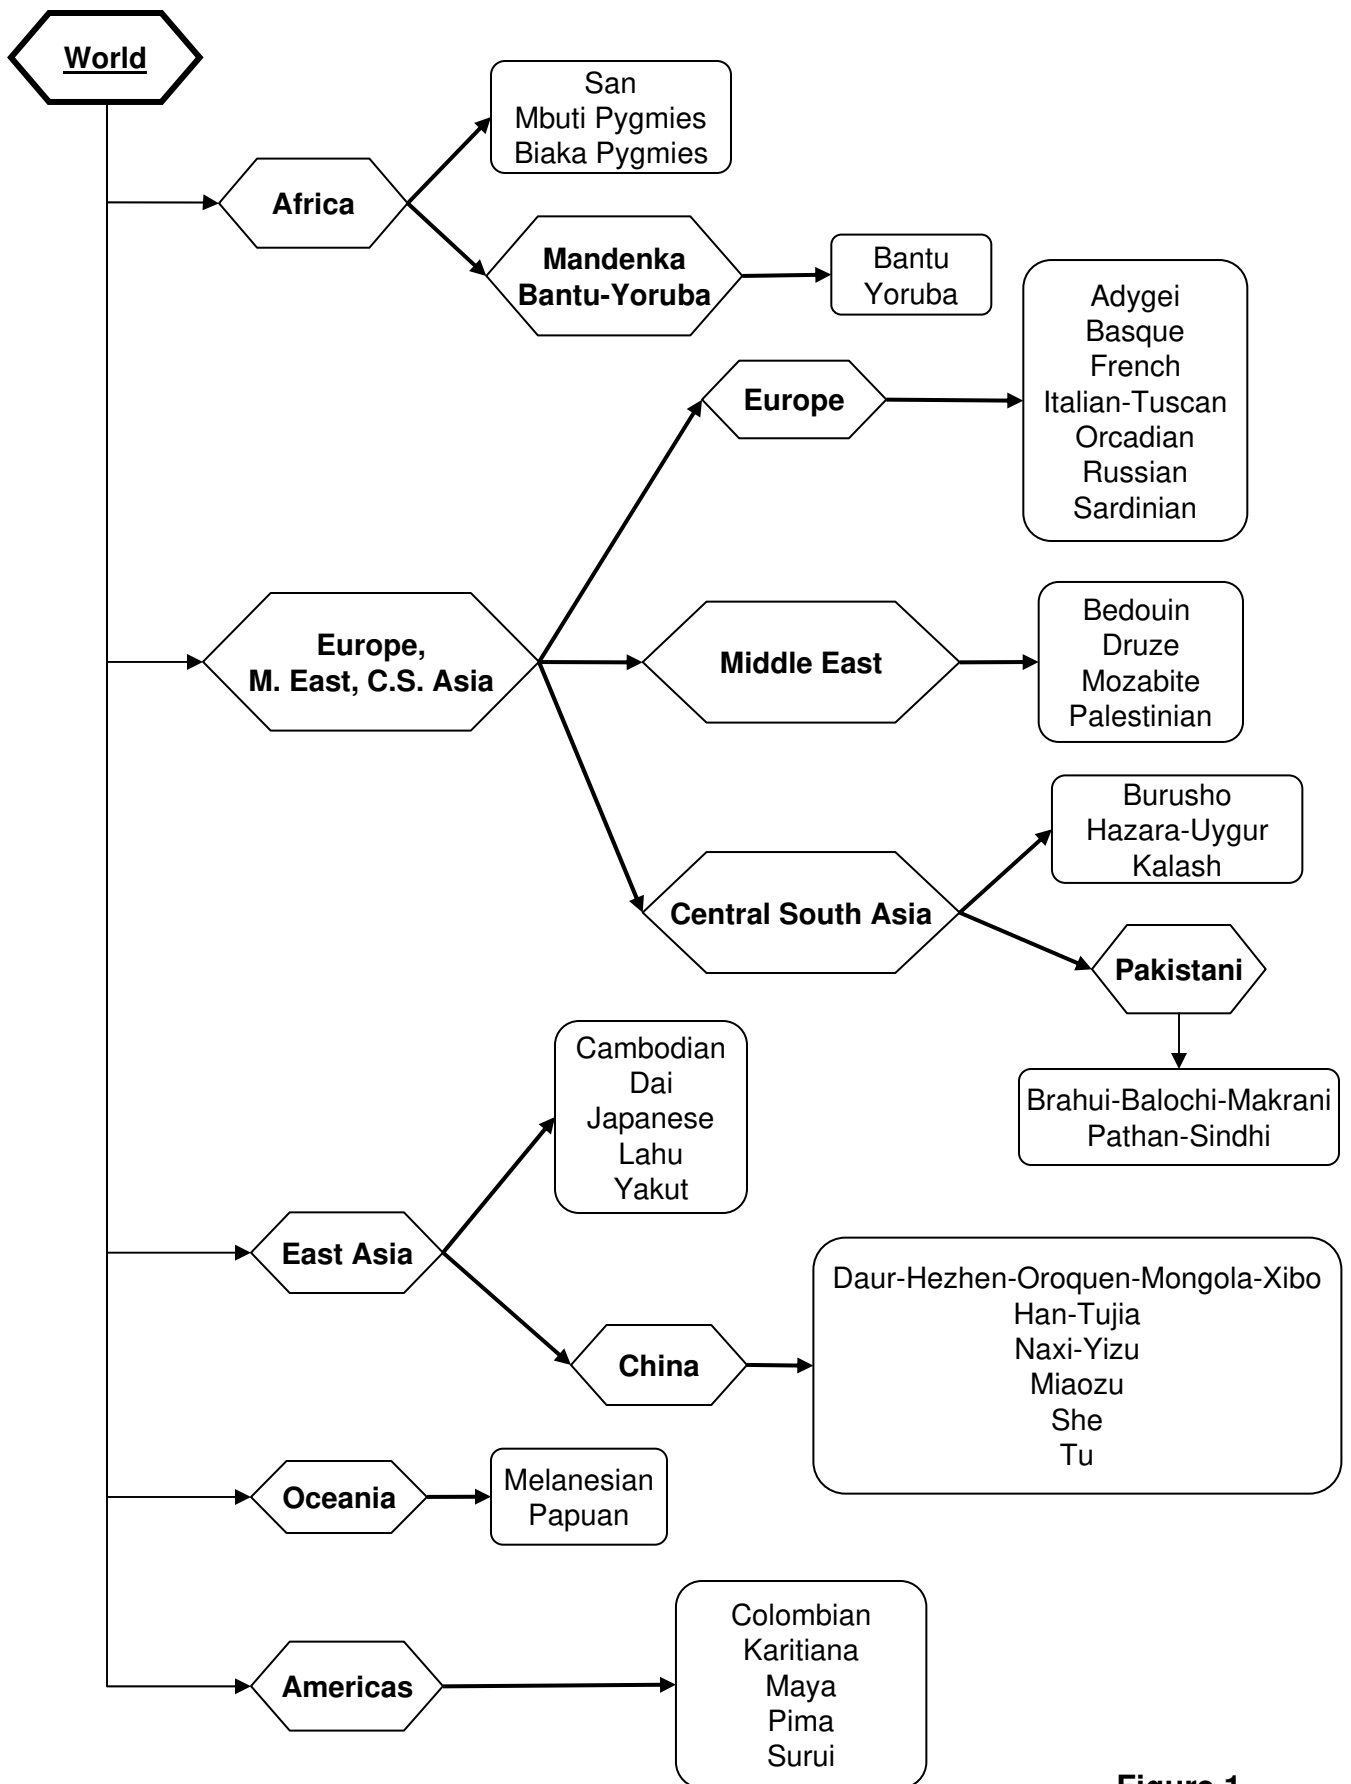 World
San
Mbuti Pygmies
Biaka Pygmies
Africa
Mandenka
Bantu-Yoruba
Bantu
Yoruba
Europe
Adygei
Basque
French
Italian-Tuscan
Orcadian
Russian
Sardinian
Europe,
M. East, C.S. Asia
Middle East
Bedouin
Druze
Mozabite
Palestinian
Central South Asia
Burusho
Hazara-Uygur
Kalash
Pakistani
Brahui-Balochi-Makrani
Pathan-Sindhi
East Asia
Cambodian
Dai
Japanese
Lahu
Yakut
China
Daur-Hezhen-Oroquen-Mongola-Xibo
Han-Tujia
Naxi-Yizu
Miaozu
She
Tu
Oceania
Melanesian
Papuan
Americas
Colombian
Karitiana
Maya
Pima
Surui
Figure 1